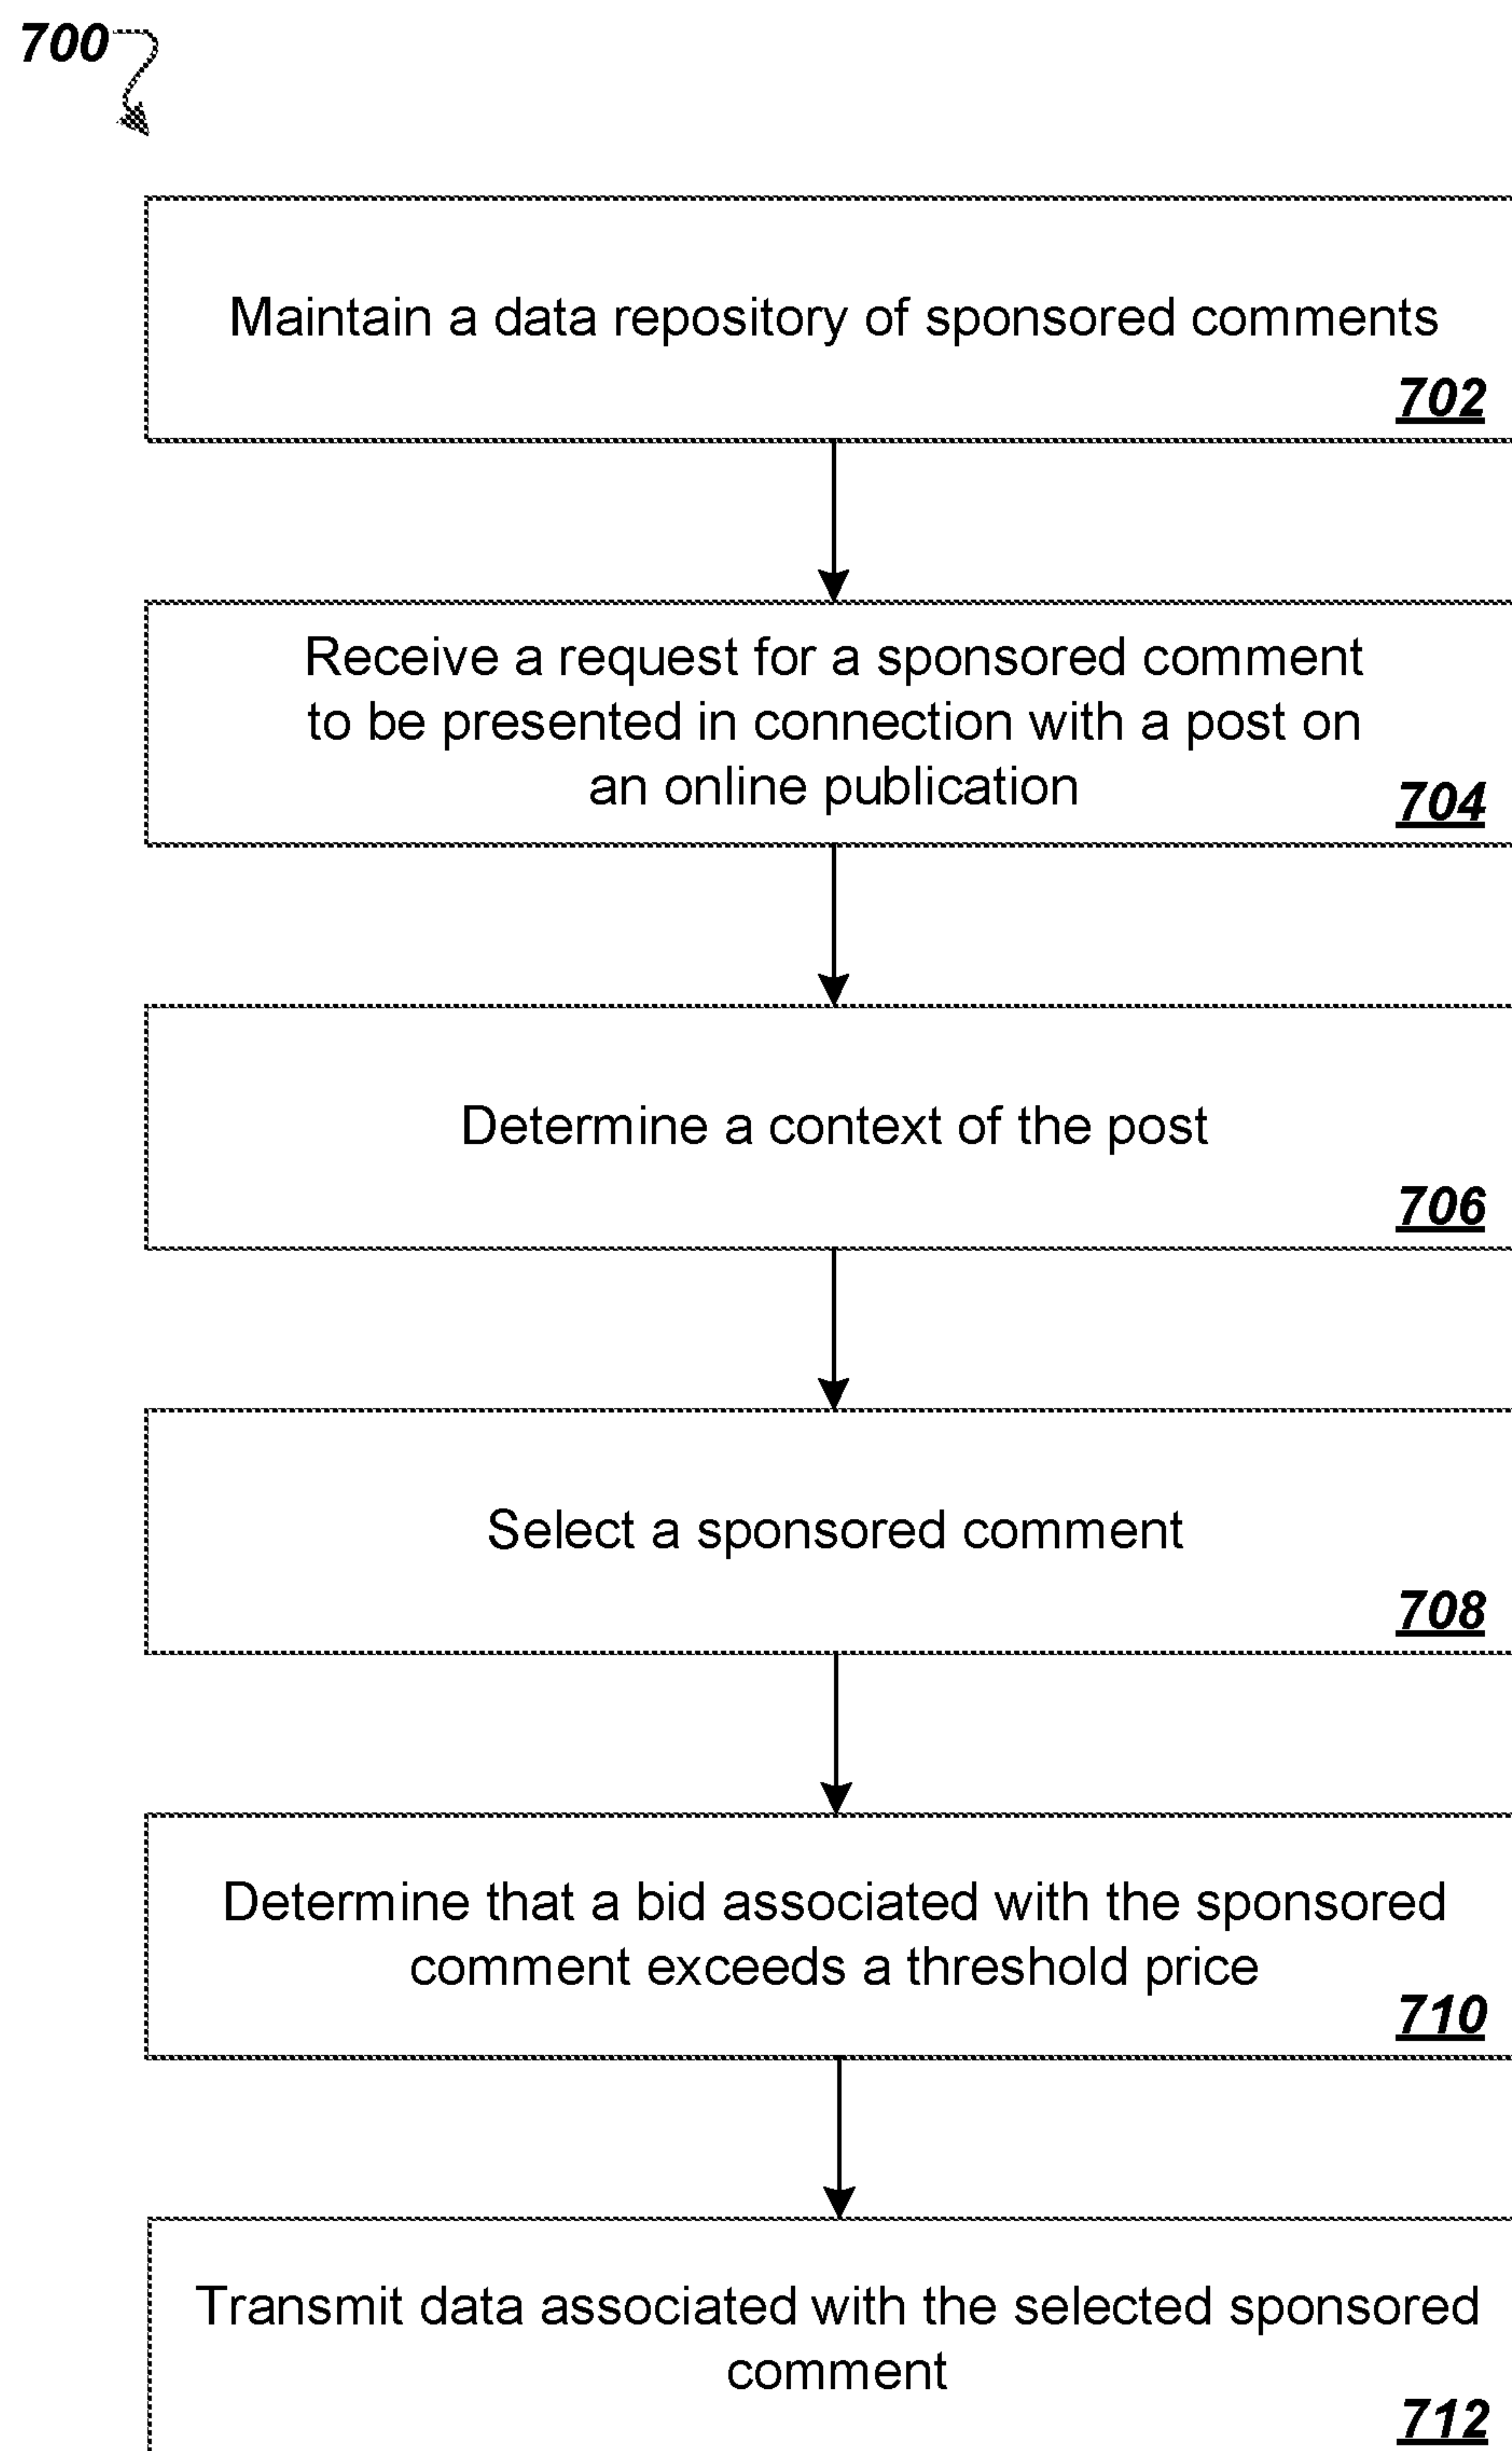 700
Maintain a data repository of sponsored comments
702
Receive a request for a sponsored comment
to be presented in connection with a post on
an online publication
704
Determine a context of the post
706
Select a sponsored comment
708
Determine that a bid associated with the sponsored
comment exceeds a threshold price
710
Transmit data associated with the selected sponsored
comment
712